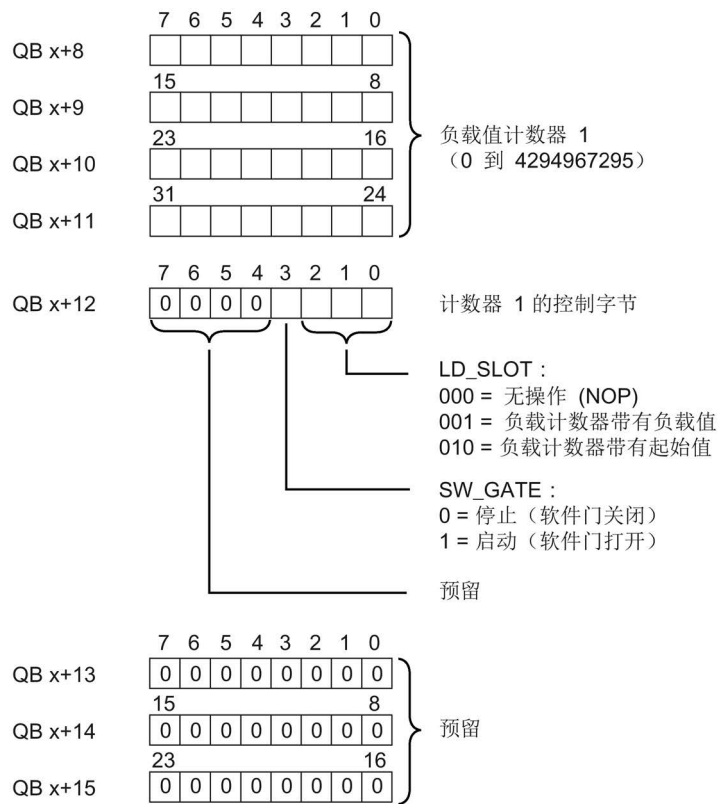 7 6 5 4 3 2 1 0
QB x+8
15 8
QB x+9
23 16
QB x+10
31 24
QB x+11
负载值计数器 1
（0 到 4294967295）
7 6 5 4 3 2 1 0
QB x+12 0 0 0 0 计数器 1 的控制字节
LD_SLOT：
000 = 无操作 (NOP)
001 = 负载计数器带有负载值
010 = 负载计数器带有起始值
SW_GATE：
0 = 停止（软件门关闭）
1 = 启动（软件门打开）
预留
7 6 5 4 3 2 1 0
QB x+13 0 0 0 0 0 0 0 0
15 8
QB x+14 0 0 0 0 0 0 0 0 预留
23 16
QB x+15 0 0 0 0 0 0 0 0